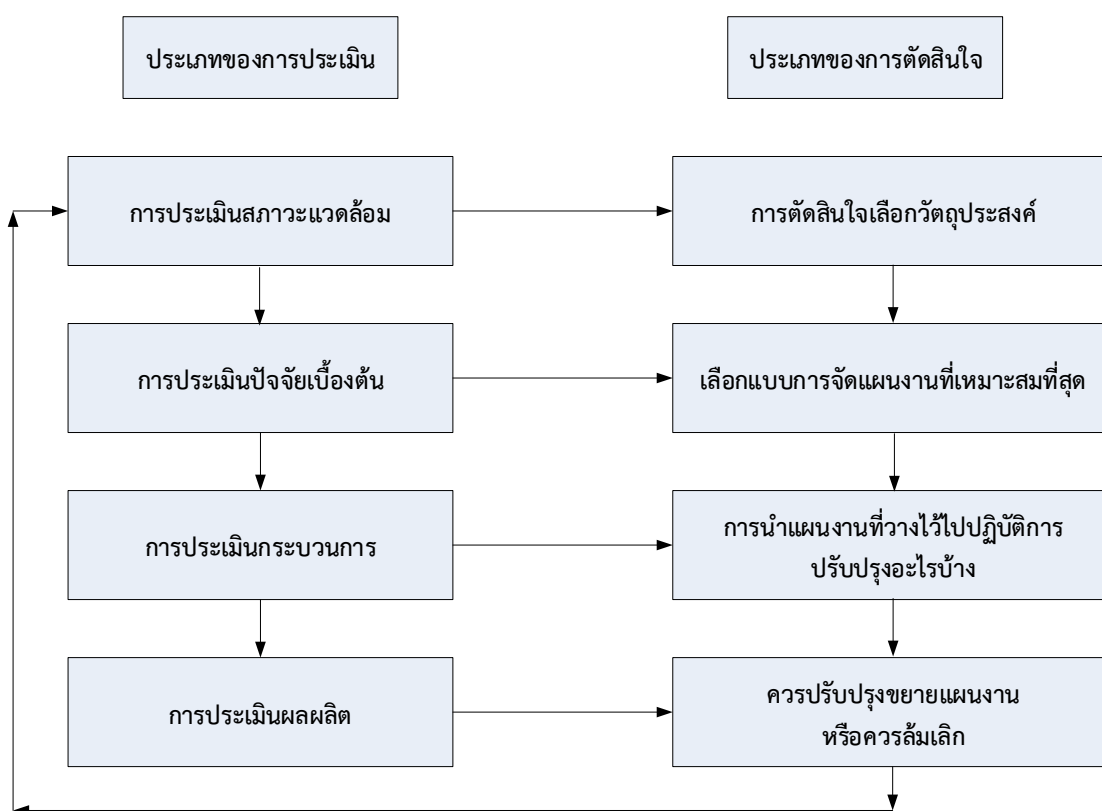 ประเภทของการประเมิน
ประเภทของการตัดสินใจ
การประเมินสภาวะแวดล้อม
การตัดสินใจเลือกวัตถุประสงค์
การประเมินปัจจัยเบื้องต้น
เลือกแบบการจัดแผนงานที่เหมาะสมที่สุด
การประเมินกระบวนการ
การนำแผนงานที่วางไว้ไปปฏิบัติการ
ปรับปรุงอะไรบ้าง
การประเมินผลผลิต
ควรปรับปรุงขยายแผนงาน
หรือควรล้มเลิก